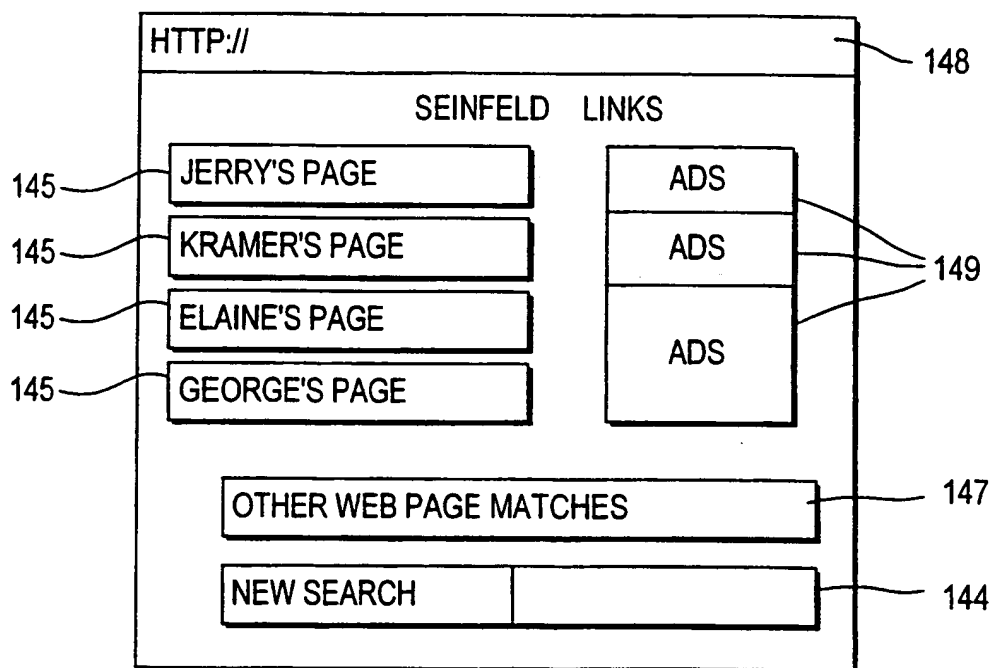 HTTP://
148
SEINFELD LINKS
145 JERRY'S PAGE
ADS
145 KRAMER'S PAGE
ADS
149
145 ELAINE'S PAGE
ADS
145 GEORGE'S PAGE
OTHER WEB PAGE MATCHES
147
NEW SEARCH
144